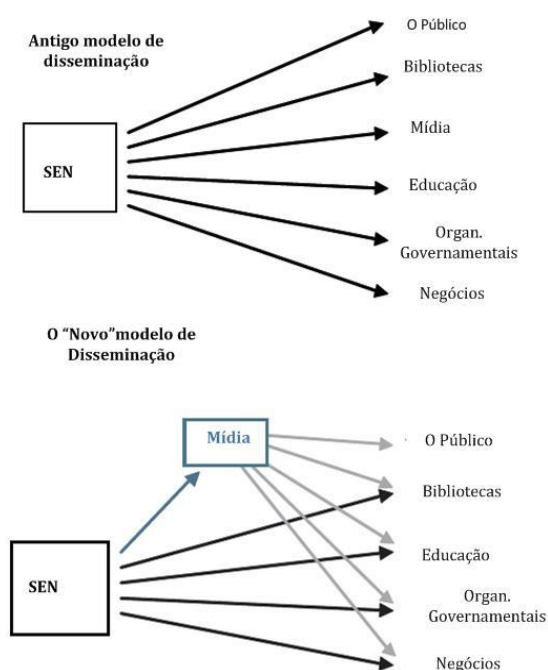 Antigo modelo de
disseminação
O Público
Bibliotecas
Mídia
SEN
Educação
Organ.
Governamentais
Negócios
O “Novo”modelo de
Disseminação
Mídia
O Público
Bibliotecas
SEN
Educação
Organ.
Governamentais
Negócios